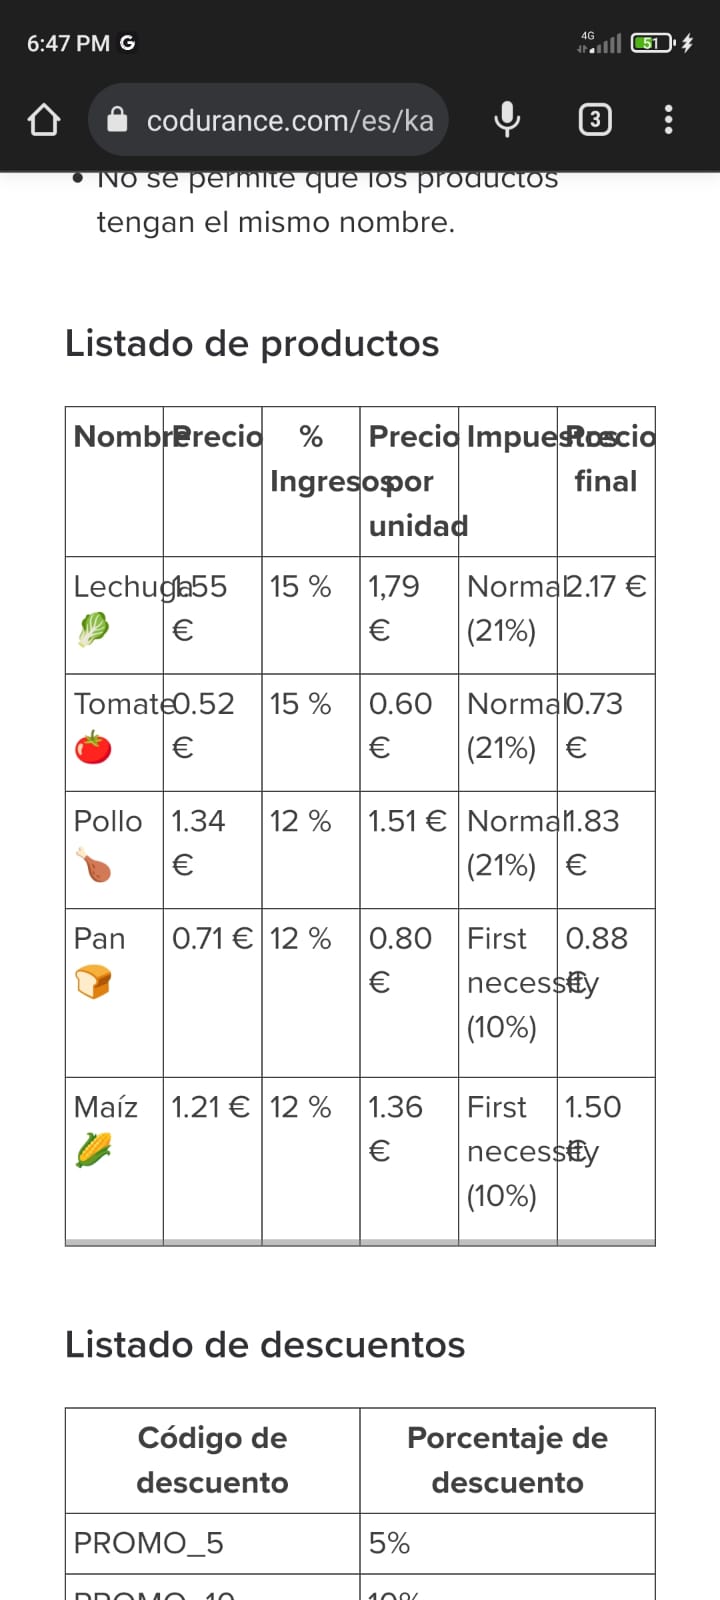 6:47 PM G
4G 51
codurance.com/es/ka 3
No se permite que los productos
tengan el mismo nombre.
Listado de productos
Nombre Precio % Ingresos Precio por unidad Impuestos Precio final
Lechuga 1.55 € 15 % 1,79 € Normal (21%) 2.17 €
Tomate 0.52 € 15 % 0.60 € Normal (21%) 0.73 €
Pollo 1.34 € 12 % 1.51 € Normal (21%) 1.83 €
Pan 0.71 € 12 % 0.80 € First necessity (10%) 0.88 €
Maíz 1.21 € 12 % 1.36 € First necessity (10%) 1.50 €
Listado de descuentos
Código de descuento Porcentaje de descuento
PROMO_5 5%
PROMO_10 10%